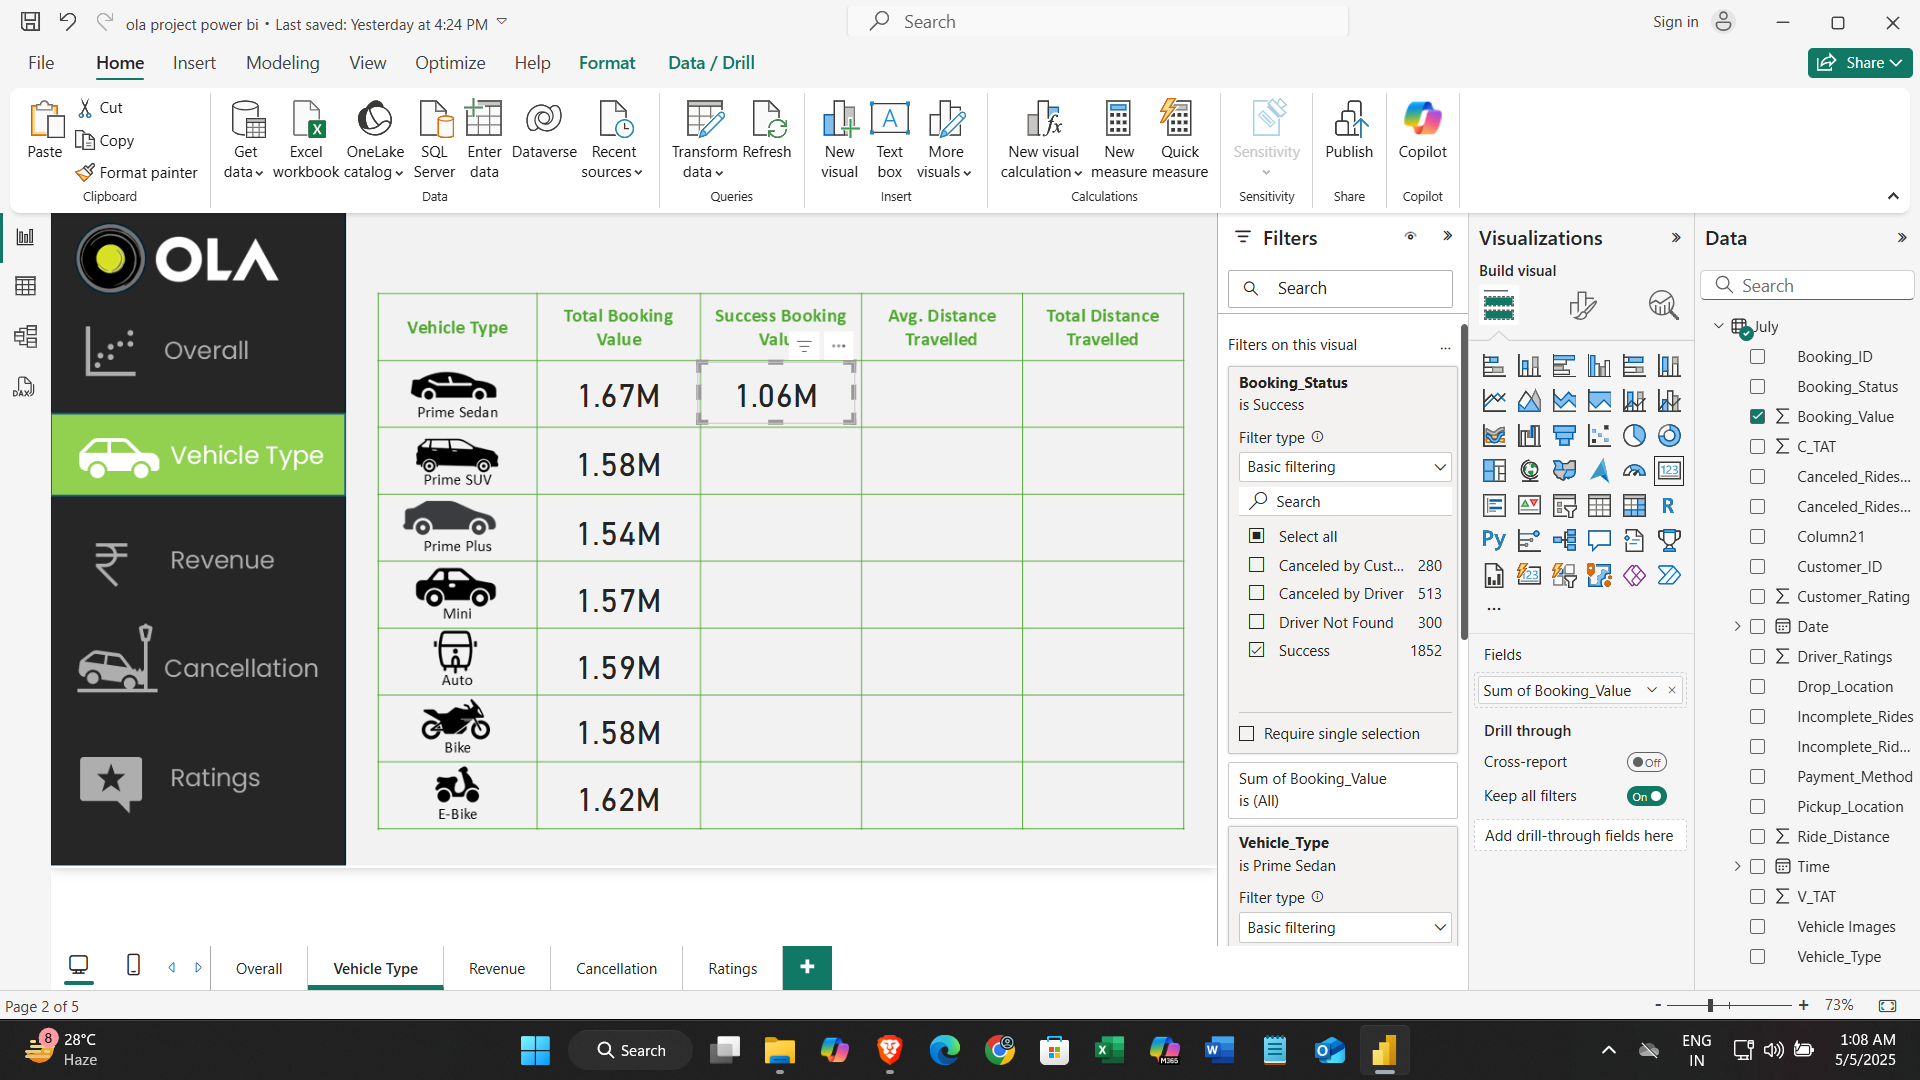 ola project power bi • Last saved: Yesterday at 4:24 PM
Search
Sign in
File Home Insert Modeling View Optimize Help Format Data / Drill
Share
Paste
Cut
Copy
Format painter
Clipboard
Get data
Excel workbook
OneLake catalog
SQL Server
Enter data
Dataverse
Recent sources
Data
Transform data
Refresh
Queries
New visual
A
Text box
More visuals
Insert
New visual calculation
New measure
Quick measure
Calculations
Sensitivity
Sensitivity
Publish
Share
Copilot
Copilot
DAX
OLA
Overall
Vehicle Type
Revenue
Cancellation
Ratings
Vehicle Type
Total Booking Value
Success Booking Valu
Avg. Distance Travelled
Total Distance Travelled
Prime Sedan 1.67M 1.06M
Prime SUV 1.58M
Prime Plus 1.54M
Mini 1.57M
Auto 1.59M
Bike 1.58M
E-Bike 1.62M
Filters
Search
Filters on this visual ...
Booking_Status
is Success
Filter type
Basic filtering
Search
Select all
Canceled by Cust... 280
Canceled by Driver 513
Driver Not Found 300
Success 1852
Require single selection
Sum of Booking_Value
is (All)
Vehicle_Type
is Prime Sedan
Filter type
Basic filtering
Visualizations
Build visual
123
R
Py
123
...
Fields
Sum of Booking_Value
Drill through
Cross-report Off
Keep all filters On
Add drill-through fields here
Data
Search
July
Booking_ID
Booking_Status
Booking_Value
C_TAT
Canceled_Rides...
Canceled_Rides...
Column21
Customer_ID
Customer_Rating
Date
Driver_Ratings
Drop_Location
Incomplete_Rides
Incomplete_Rid...
Payment_Method
Pickup_Location
Ride_Distance
Time
V_TAT
Vehicle Images
Vehicle_Type
Overall Vehicle Type Revenue Cancellation Ratings +
Page 2 of 5
- + 73%
8
28°C
Haze
Search
M365
ENG
IN
1:08 AM
5/5/2025